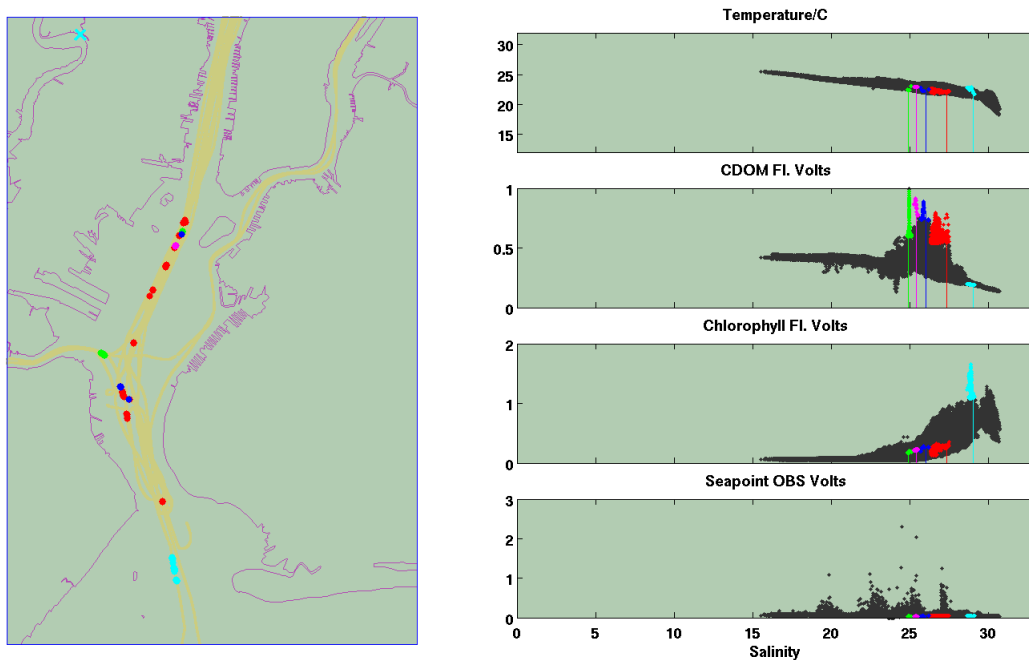 Temperature/C
30
25
20
15
CDOM Fl. Volts
1
0.5
0
Chlorophyll Fl. Volts
2
1
0
Seapoint OBS Volts
3
2
1
0
0 5 10 15 20 25 30
Salinity